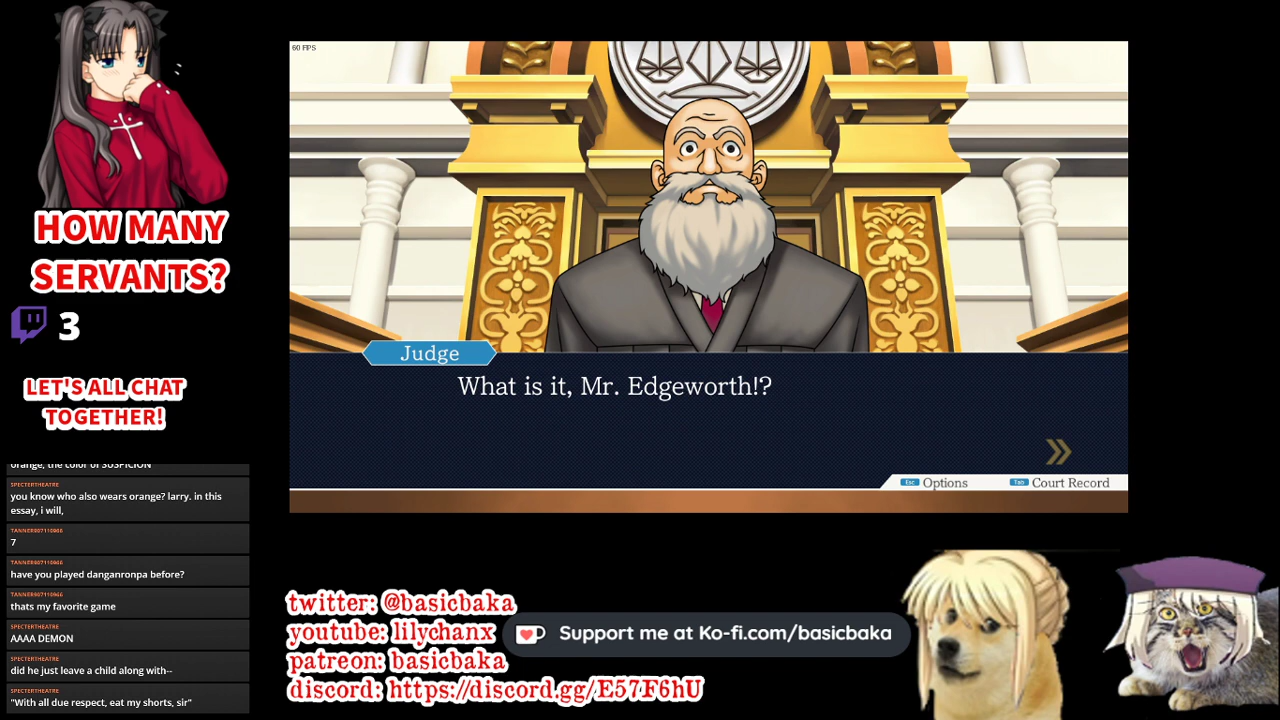 HOW MANY
SERVANTS?
3
LET'S ALL CHAT
TOGETHER!
orange, the color of SUSPICION
SPECTERTHEATRE
you know who also wears orange? larry. in this
essay, i will,
7
have you played danganronpa before?
thats my favorite game
SPECTERTHEATRE
AAAA DEMON
SPECTERTHEATRE
did he just leave a child along with--
SPECTERTHEATRE
"With all due respect, eat my shorts, sir"
60 FPS
Judge
What is it, Mr. Edgeworth!?
Esc Options
Tab Court Record
twitter: @basicbaka
youtube: lilychanx
patreon: basicbaka
discord: https://discord.gg/E57F6hU
Support me at Ko-fi.com/basicbaka